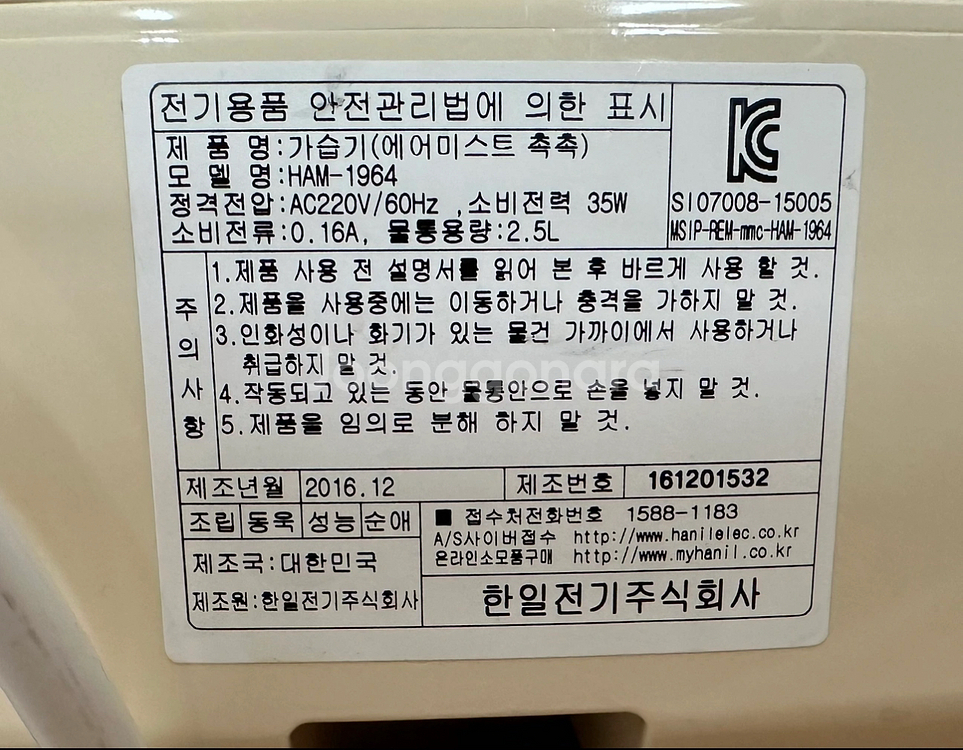 전기용품 안전관리법에 의한 표시
제 품 명:가습기(에어미스트 촉촉)
모 델 명:HAM-1964
정격전압:AC220V/60Hz ,소비전력 35W
소비전류:0.16A, 물통용량:2.5L
KC
SI07008-15005
MSIP-REM-mmc-HAM-1964
주의사항
1.제품 사용 전 설명서를 읽어 본 후 바르게 사용 할 것.
2.제품을 사용중에는 이동하거나 충격을 가하지 말 것.
3.인화성이나 화기가 있는 물건 가까이에서 사용하거나
취급하지 말 것.
4.작동되고 있는 동안 물통안으로 손을 넣지 말 것.
5.제품을 임의로 분해 하지 말 것.
제조년월 2016.12 제조번호 161201532
조립 동욱 성능 순애
■ 접수처전화번호 1588-1183
A/S사이버접수 http://www.hanilelec.co.kr
온라인소모품구매 http://www.myhanil.co.kr
제조국:대한민국
제조원:한일전기주식회사
한일전기주식회사
Joonggonara